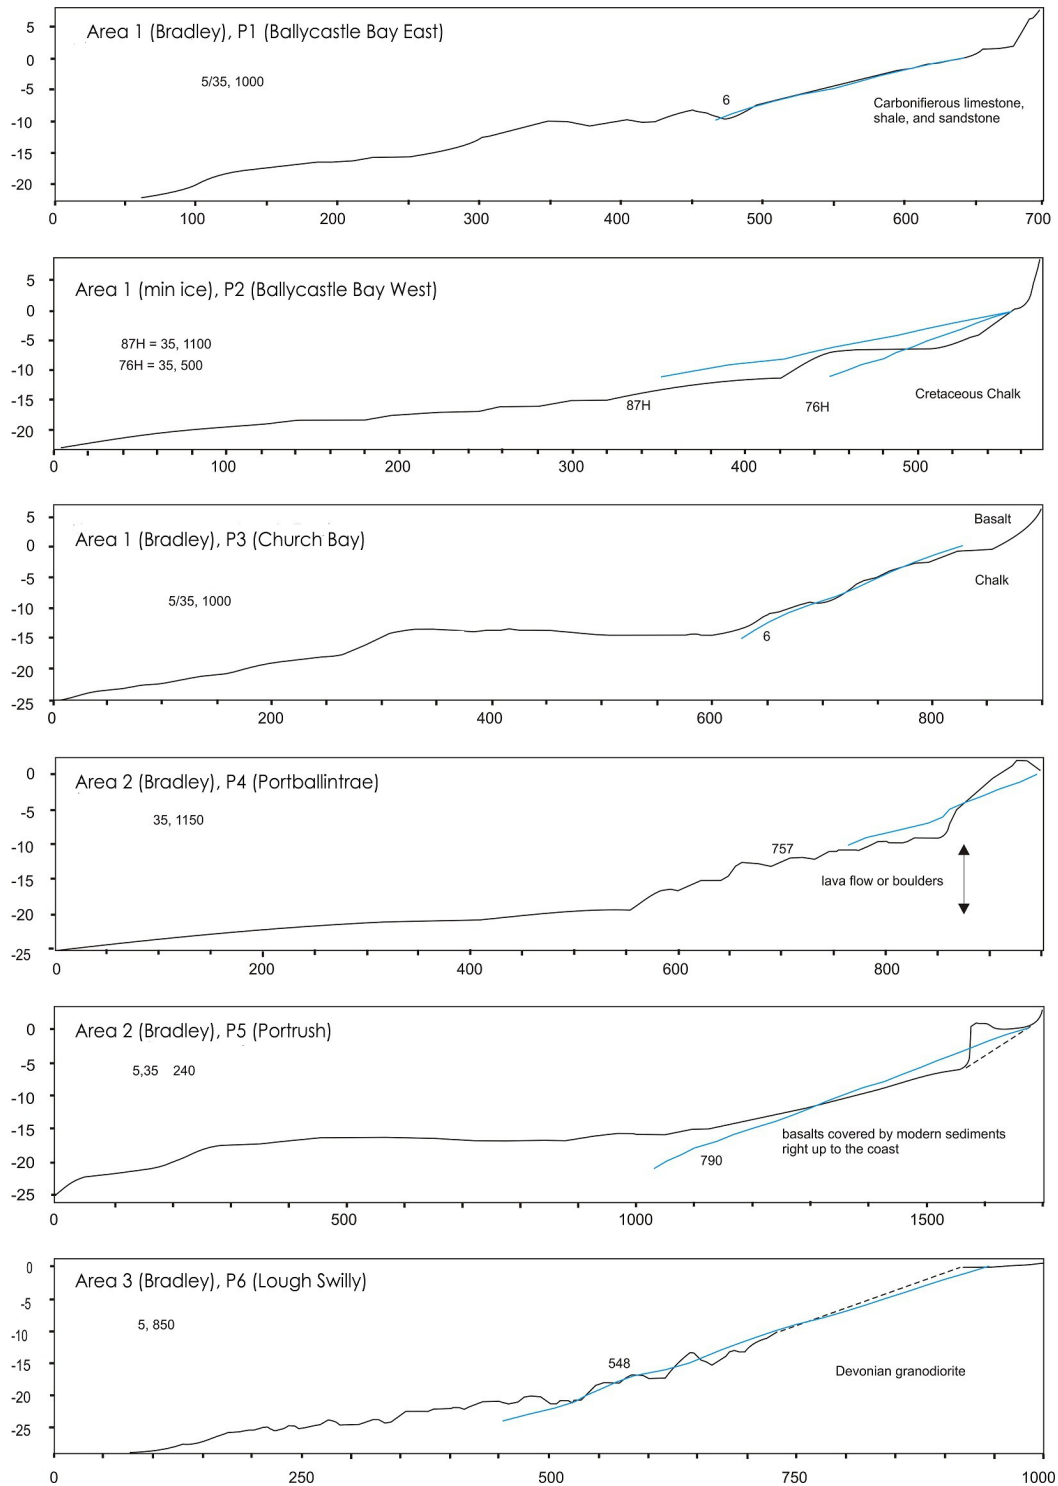 Area 1 (Bradley), P1 (Ballycastle Bay East)
5/35, 1000
6
Carbonifierous limestone,
shale, and sandstone
5
0
-5
-10
-15
-20
0 100 200 300 400 500 600 700
Area 1 (min ice), P2 (Ballycastle Bay West)
87H = 35, 1100
76H = 35, 500
87H
76H
Cretaceous Chalk
5
0
-5
-10
-15
-20
0 100 200 300 400 500
Area 1 (Bradley), P3 (Church Bay)
5/35, 1000
6
Basalt
Chalk
5
0
-5
-10
-15
-20
-25
0 200 400 600 800
Area 2 (Bradley), P4 (Portballintrae)
35, 1150
757
lava flow or boulders
0
-5
-10
-15
-20
-25
0 200 400 600 800
Area 2 (Bradley), P5 (Portrush)
5,35 240
790
basalts covered by modern sediments
right up to the coast
0
-5
-10
-15
-20
-25
0 500 1000 1500
Area 3 (Bradley), P6 (Lough Swilly)
5, 850
548
Devonian granodiorite
0
-5
-10
-15
-20
-25
0 250 500 750 1000